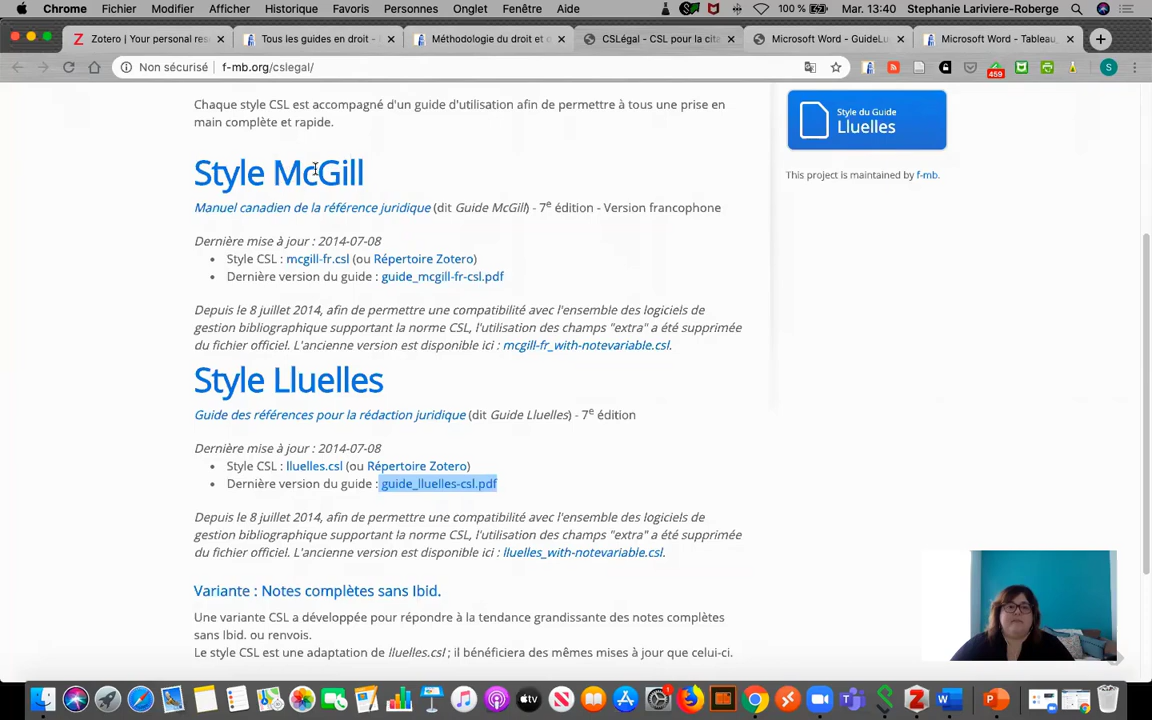 Chrome Fichier Modifier Afficher Historique Favoris Personnes Onglet Fenêtre Aide 100 % Mar. 13:40 Stephanie Lariviere-Roberge
Zotero | Your personal res Tous les guides en droit - Méthodologie du droit et c CSLégal - CSL pour la cita Microsoft Word - GuideLu Microsoft Word - Tableau_
Non sécurisé f-mb.org/cslegal/ 459 S
Chaque style CSL est accompagné d'un guide d'utilisation afin de permettre à tous une prise en
main complète et rapide.
Style du Guide
Lluelles
This project is maintained by f-mb.
Style McGill
Manuel canadien de la référence juridique (dit Guide McGill) - 7e édition - Version francophone
Dernière mise à jour : 2014-07-08
• Style CSL : mcgill-fr.csl (ou Répertoire Zotero)
• Dernière version du guide : guide_mcgill-fr-csl.pdf
Depuis le 8 juillet 2014, afin de permettre une compatibilité avec l'ensemble des logiciels de
gestion bibliographique supportant la norme CSL, l'utilisation des champs "extra" a été supprimée
du fichier officiel. L'ancienne version est disponible ici : mcgill-fr_with-notevariable.csl.
Style Lluelles
Guide des références pour la rédaction juridique (dit Guide Lluelles) - 7e édition
Dernière mise à jour : 2014-07-08
• Style CSL : lluelles.csl (ou Répertoire Zotero)
• Dernière version du guide : guide_lluelles-csl.pdf
Depuis le 8 juillet 2014, afin de permettre une compatibilité avec l'ensemble des logiciels de
gestion bibliographique supportant la norme CSL, l'utilisation des champs "extra" a été supprimée
du fichier officiel. L'ancienne version est disponible ici : lluelles_with-notevariable.csl.
Variante : Notes complètes sans Ibid.
Une variante CSL a développée pour répondre à la tendance grandissante des notes complètes
sans Ibid. ou renvois.
Le style CSL est une adaptation de lluelles.csl ; il bénéficiera des mêmes mises à jour que celui-ci.